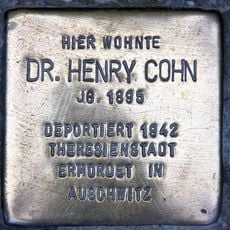 HIER WOHNTE
DR. HENRY COHN
JG. 1895
DEPORTIERT 1942
THERESIENSTADT
ERMORDET IN
AUSCHWITZ